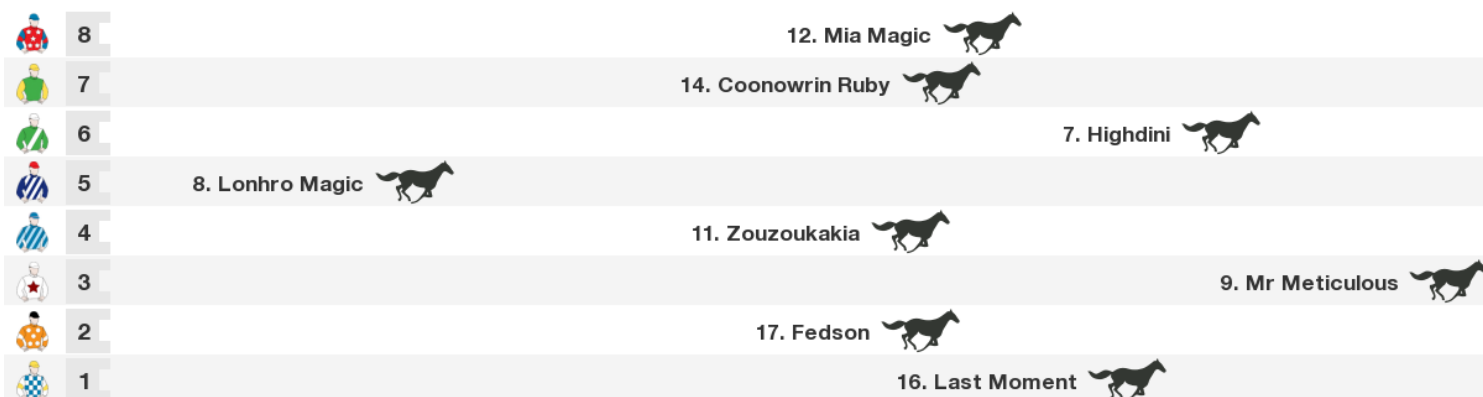 8 12. Mia Magic
7 14. Coonowrin Ruby
6 7. Highdini
5 8. Lonhro Magic
4 11. Zouzoukakia
3 9. Mr Meticulous
2 17. Fedson
1 16. Last Moment